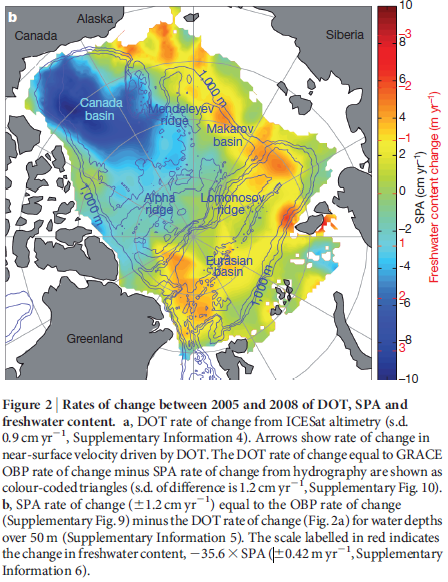 b
Alaska
Canada
Siberia
1,000 m
Canada
basin
Mendeleyev
ridge
Makarov
basin
Alpha
ridge
Lomonosov
ridge
1,000 m
Eurasian
basin
1,000 m
Greenland
10
–3
8
6
–2
4
–1
2
0
–2
1
–4
2
–6
–8
3
–10
SPA (cm yr⁻¹)
Freshwater content change (m yr⁻¹)
Figure 2 | Rates of change between 2005 and 2008 of DOT, SPA and
freshwater content. a, DOT rate of change from ICESat altimetry (s.d.
0.9 cm yr⁻¹, Supplementary Information 4). Arrows show rate of change in
near-surface velocity driven by DOT. The DOT rate of change equal to GRACE
OBP rate of change minus SPA rate of change from hydrography are shown as
colour-coded triangles (s.d. of difference is 1.2 cm yr⁻¹, Supplementary Fig. 10).
b, SPA rate of change (±1.2 cm yr⁻¹) equal to the OBP rate of change
(Supplementary Fig. 9) minus the DOT rate of change (Fig. 2a) for water depths
over 50 m (Supplementary Information 5). The scale labelled in red indicates
the change in freshwater content, −35.6 × SPA (±0.42 m yr⁻¹, Supplementary
Information 6).